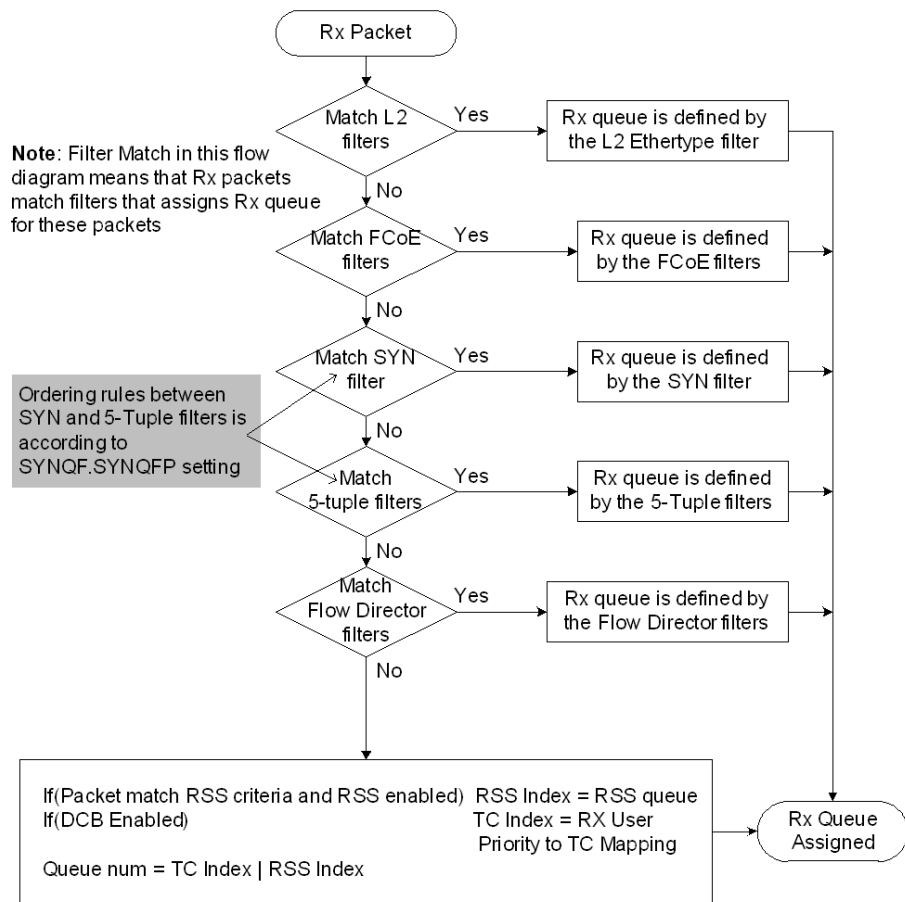 Rx Packet
Match L2
filters
Yes
Rx queue is defined by
the L2 Ethertype filter
Note: Filter Match in this flow
diagram means that Rx packets
match filters that assigns Rx queue
for these packets
No
Match FCoE
filters
Yes
Rx queue is defined
by the FCoE filters
No
Match SYN
filter
Yes
Rx queue is defined
by the SYN filter
Ordering rules between
SYN and 5-Tuple filters is
according to
SYNQF.SYNQFP setting
No
Match
5-tuple filters
Yes
Rx queue is defined
by the 5-Tuple filters
No
Match
Flow Director
filters
Yes
Rx queue is defined by
the Flow Director filters
No
If(Packet match RSS criteria and RSS enabled) RSS Index = RSS queue
If(DCB Enabled) TC Index = RX User
Priority to TC Mapping
Queue num = TC Index | RSS Index
Rx Queue
Assigned